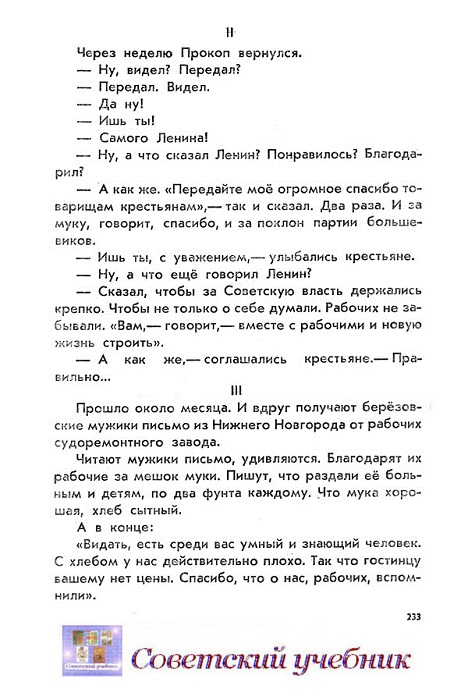 II
Через неделю Прокоп вернулся.
— Ну, видел? Передал?
— Передал. Видел.
— Да ну!
— Ишь ты!
— Самого Ленина!
— Ну, а что сказал Ленин? Понравилось? Благода-
рил?
— А как же. «Передайте моё огромное спасибо то-
варищам крестьянам»,— так и сказал. Два раза. И за
муку, говорит, спасибо, и за поклон партии больше-
виков.
— Ишь ты, с уважением,— улыбались крестьяне.
— Ну, а что ещё говорил Ленин?
— Сказал, чтобы за Советскую власть держались
крепко. Чтобы не только о себе думали. Рабочих не за-
бывали. «Вам,— говорит,— вместе с рабочими и новую
жизнь строить».
— А как же,— соглашались крестьяне.— Пра-
вильно...
III
Прошло около месяца. И вдруг получают берёзов-
ские мужики письмо из Нижнего Новгорода от рабочих
судоремонтного завода.
Читают мужики письмо, удивляются. Благодарят их
рабочие за мешок муки. Пишут, что раздали её боль-
ным и детям, по два фунта каждому. Что мука хоро-
шая, хлеб сытный.
А в конце:
«Видать, есть среди вас умный и знающий человек.
С хлебом у нас действительно плохо. Так что гостинцу
вашему нет цены. Спасибо, что о нас, рабочих, вспом-
нили».
233
Советский учебник
Советский учебник